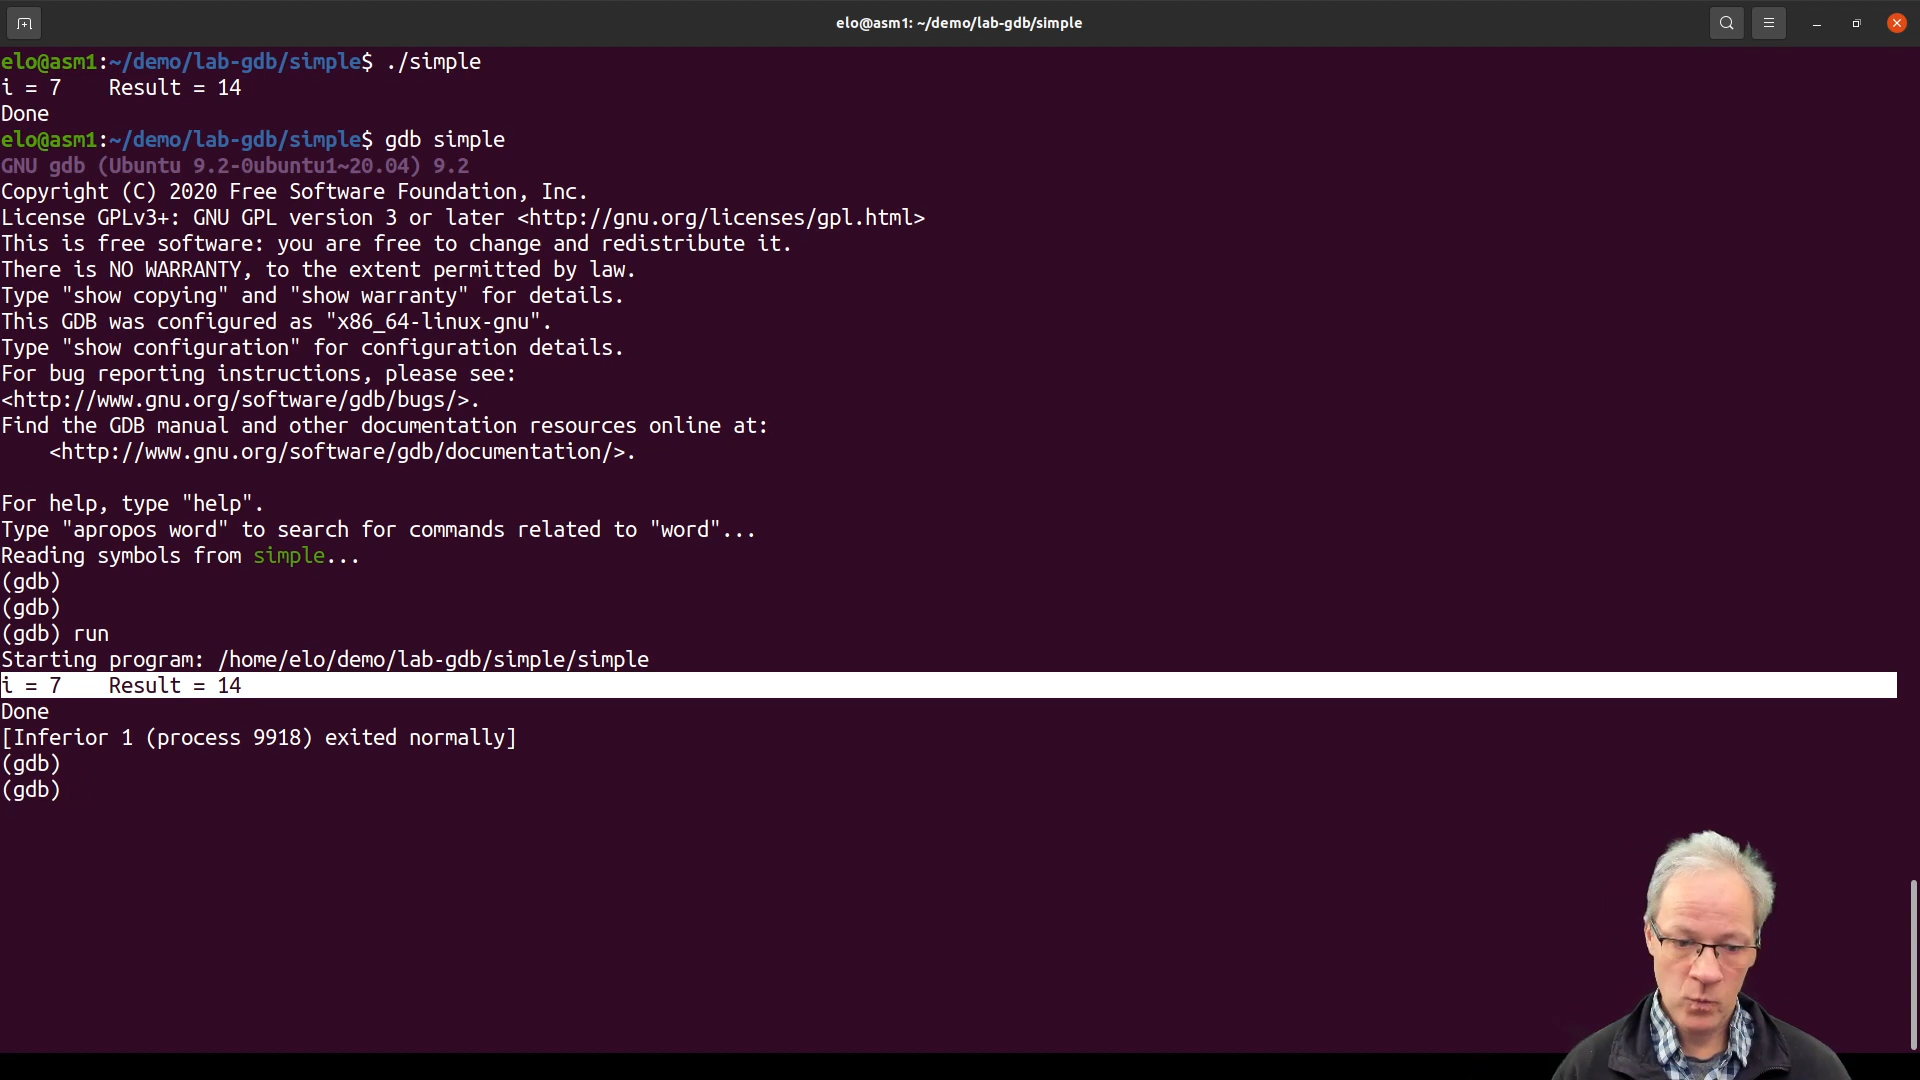 elo@asm1: ~/demo/lab-gdb/simple
elo@asm1:~/demo/lab-gdb/simple$ ./simple
i = 7    Result = 14
Done
elo@asm1:~/demo/lab-gdb/simple$ gdb simple
GNU gdb (Ubuntu 9.2-0ubuntu1~20.04) 9.2
Copyright (C) 2020 Free Software Foundation, Inc.
License GPLv3+: GNU GPL version 3 or later <http://gnu.org/licenses/gpl.html>
This is free software: you are free to change and redistribute it.
There is NO WARRANTY, to the extent permitted by law.
Type "show copying" and "show warranty" for details.
This GDB was configured as "x86_64-linux-gnu".
Type "show configuration" for configuration details.
For bug reporting instructions, please see:
<http://www.gnu.org/software/gdb/bugs/>.
Find the GDB manual and other documentation resources online at:
    <http://www.gnu.org/software/gdb/documentation/>.
For help, type "help".
Type "apropos word" to search for commands related to "word"...
Reading symbols from simple...
(gdb)
(gdb)
(gdb) run
Starting program: /home/elo/demo/lab-gdb/simple/simple
i = 7    Result = 14
Done
[Inferior 1 (process 9918) exited normally]
(gdb)
(gdb)